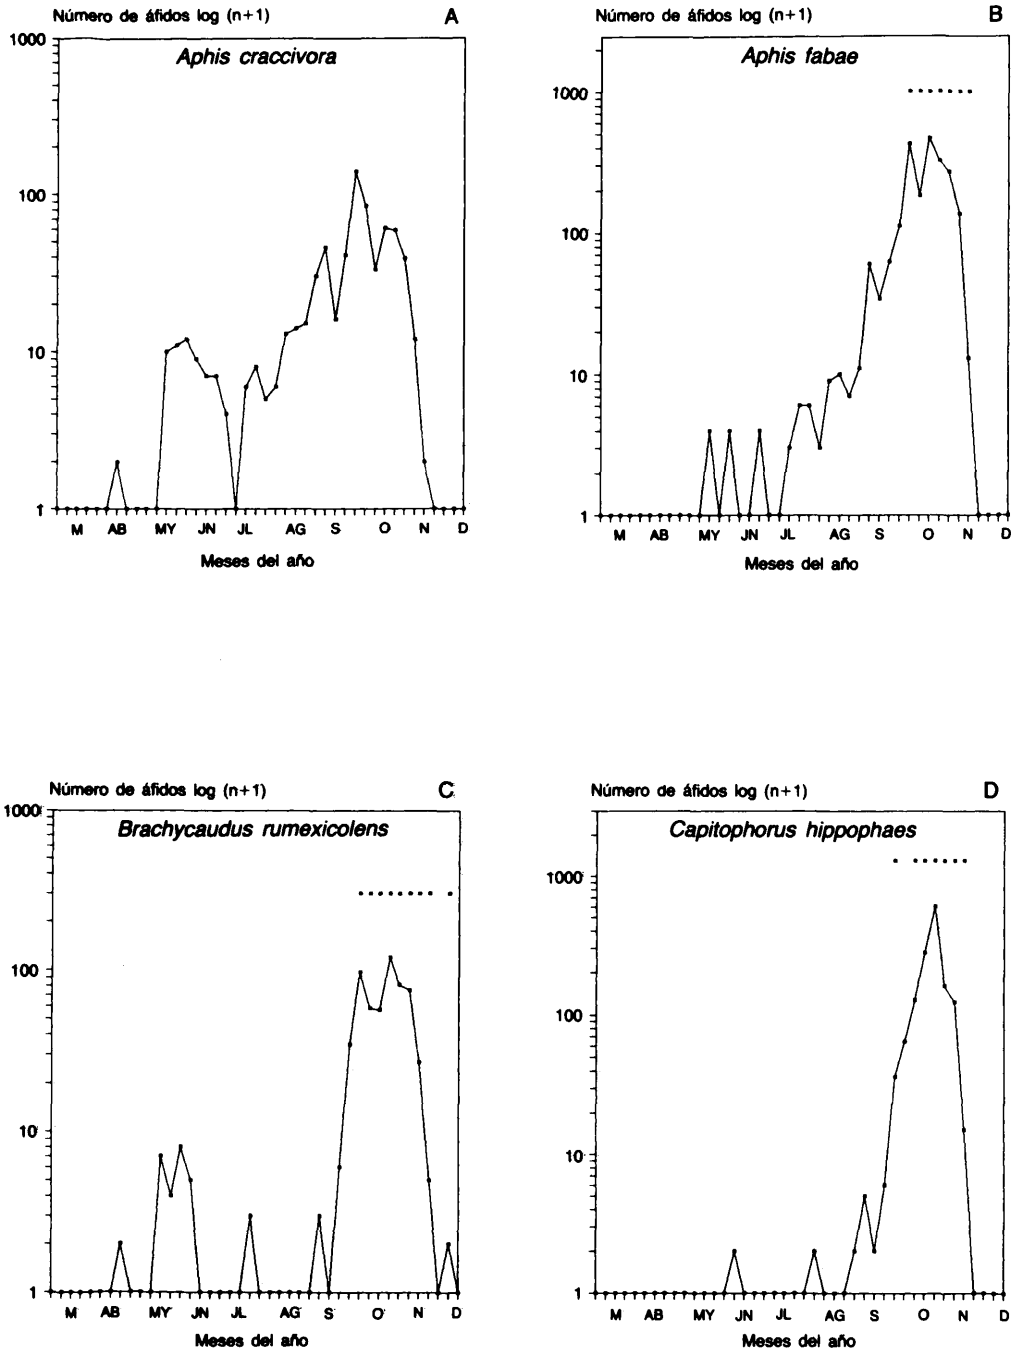 Número de áfidos log (n+1) A
Aphis craccivora
1000
100
10
1
M AB MY JN JL AG S O N D
Meses del año
Número de áfidos log (n+1) B
Aphis fabae
1000
100
10
1
M AB MY JN JL AG S O N D
Meses del año
Número de áfidos log (n+1) C
Brachycaudus rumexicolens
1000
100
10
1
M AB MY JN JL AG S O N D
Meses del año
Número de áfidos log (n+1) D
Capitophorus hippophaes
1000
100
10
1
M AB MY JN JL AG S O N D
Meses del año